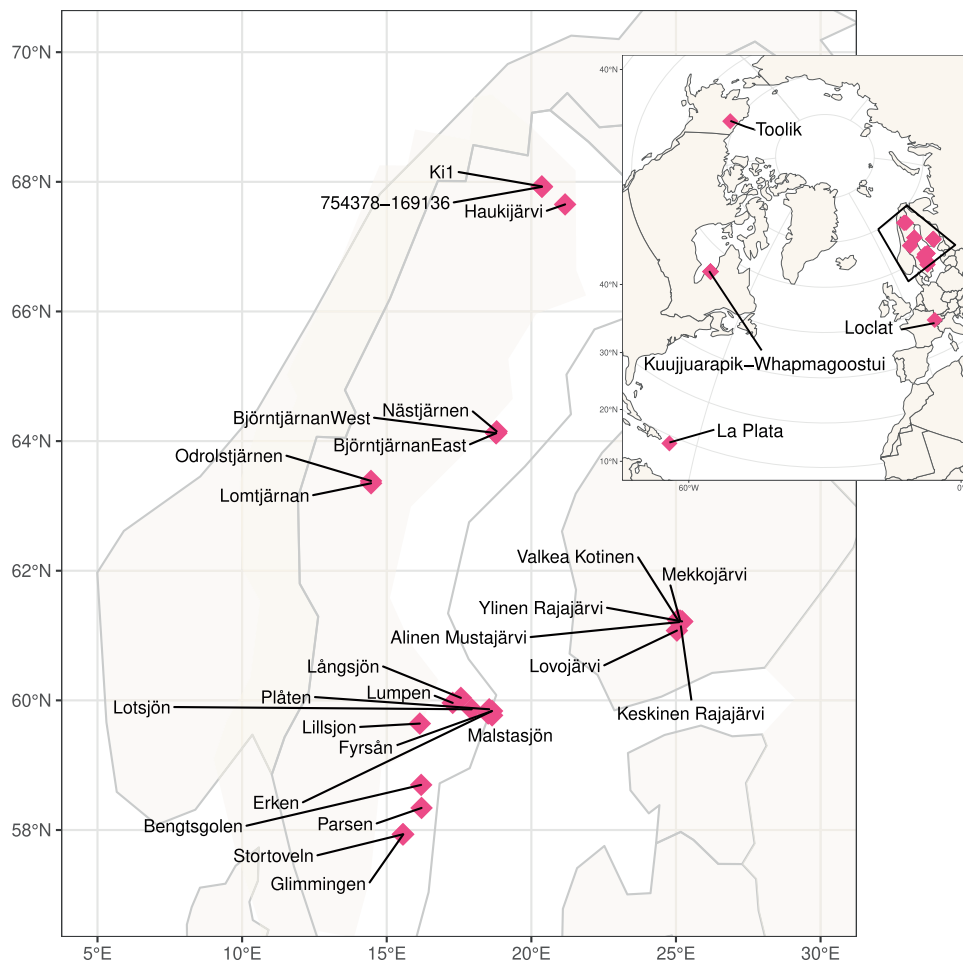 70°N
68°N
66°N
64°N
62°N
60°N
58°N
5°E
10°E
15°E
20°E
25°E
30°E
Ki1
754378−169136
Haukijärvi
Nästjärnen
BjörntjärnanWest
BjörntjärnanEast
Odrolstjärnen
Lomtjärnan
Valkea Kotinen
Mekkojärvi
Ylinen Rajajärvi
Alinen Mustajärvi
Lovojärvi
Keskinen Rajajärvi
Långsjön
Lumpen
Plåten
Lotsjön
Lillsjon
Malstasjön
Fyrsån
Erken
Bengtsgolen
Parsen
Stortoveln
Glimmingen
40°N
40°N
30°N
20°N
10°N
60°W
Toolik
Loclat
Kuujjuarapik−Whapmagoostui
La Plata